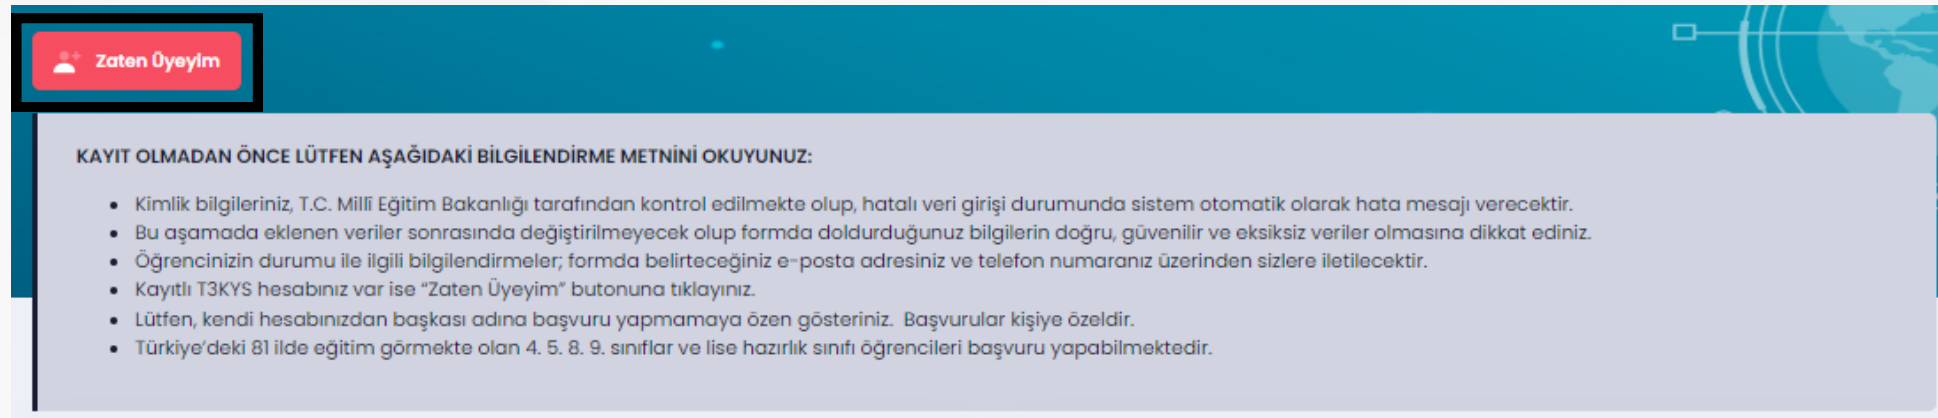 Zaten Üyeyim
KAYIT OLMADAN ÖNCE LÜTFEN AŞAĞIDAKİ BİLGİLENDİRME METNİNİ OKUYUNUZ:
• Kimlik bilgileriniz, T.C. Millî Eğitim Bakanlığı tarafından kontrol edilmekte olup, hatalı veri girişi durumunda sistem otomatik olarak hata mesajı verecektir.
• Bu aşamada eklenen veriler sonrasında değiştirilmeyecek olup formda doldurduğunuz bilgilerin doğru, güvenilir ve eksiksiz veriler olmasına dikkat ediniz.
• Öğrencinizin durumu ile ilgili bilgilendirmeler; formda belirteceğiniz e-posta adresiniz ve telefon numaranız üzerinden sizlere iletilecektir.
• Kayıtlı T3KYS hesabınız var ise “Zaten Üyeyim” butonuna tıklayınız.
• Lütfen, kendi hesabınızdan başkası adına başvuru yapmamaya özen gösteriniz.  Başvurular kişiye özeldir.
• Türkiye’deki 81 ilde eğitim görmekte olan 4. 5. 8. 9. sınıflar ve lise hazırlık sınıfı öğrencileri başvuru yapabilmektedir.